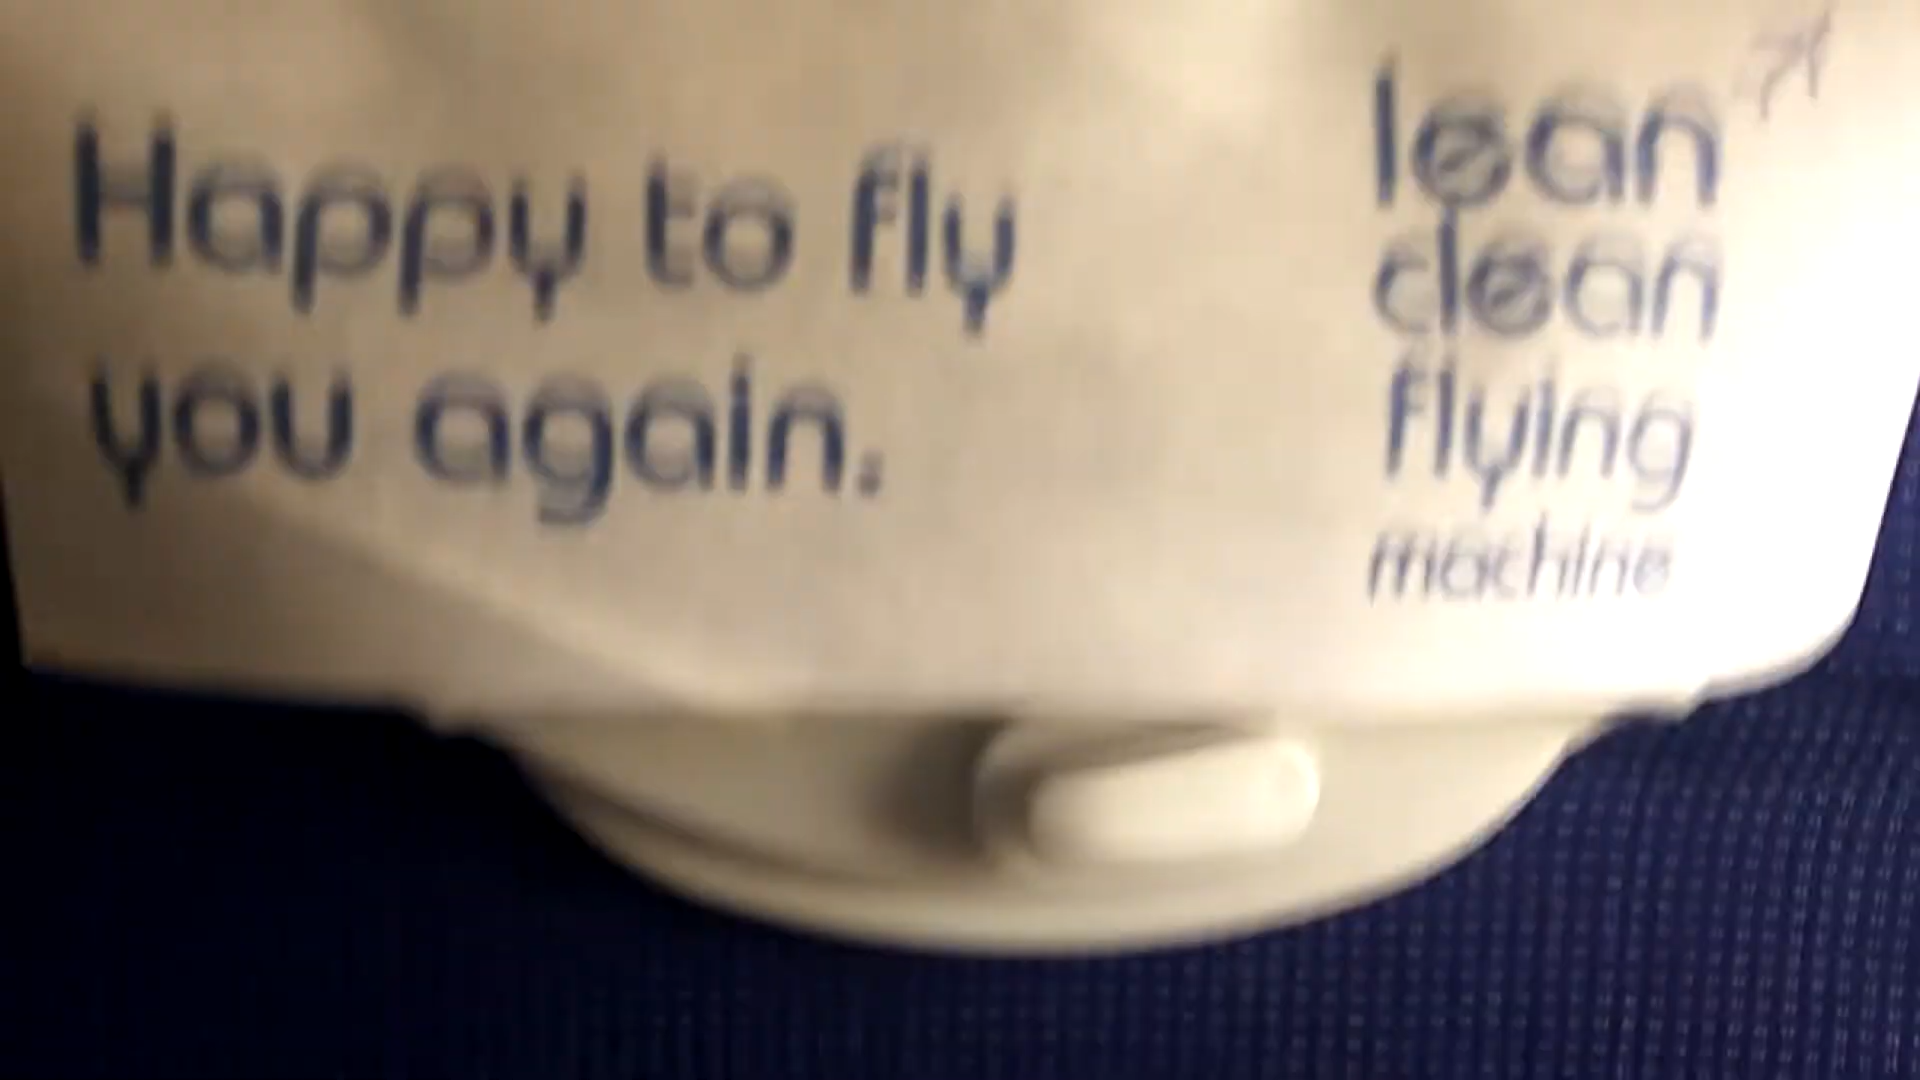 Happy to fly
you again.
lean
clean
flying
machine